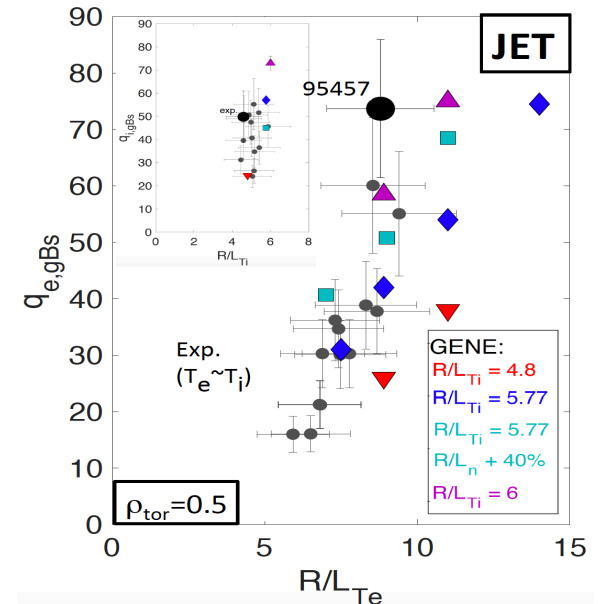 JET
95457
90
80
70
60
50
40
30
20
10
0
q_e,gBs
0
5
10
15
R/L_Te
90
80
70
60
50
40
30
20
10
0
q_i,gBs
exp.
0
2
4
6
8
R/L_Ti
Exp.
(T_e~T_i)
ρ_tor=0.5
GENE:
R/L_Ti = 4.8
R/L_Ti = 5.77
R/L_Ti = 5.77
R/L_n + 40%
R/L_Ti = 6